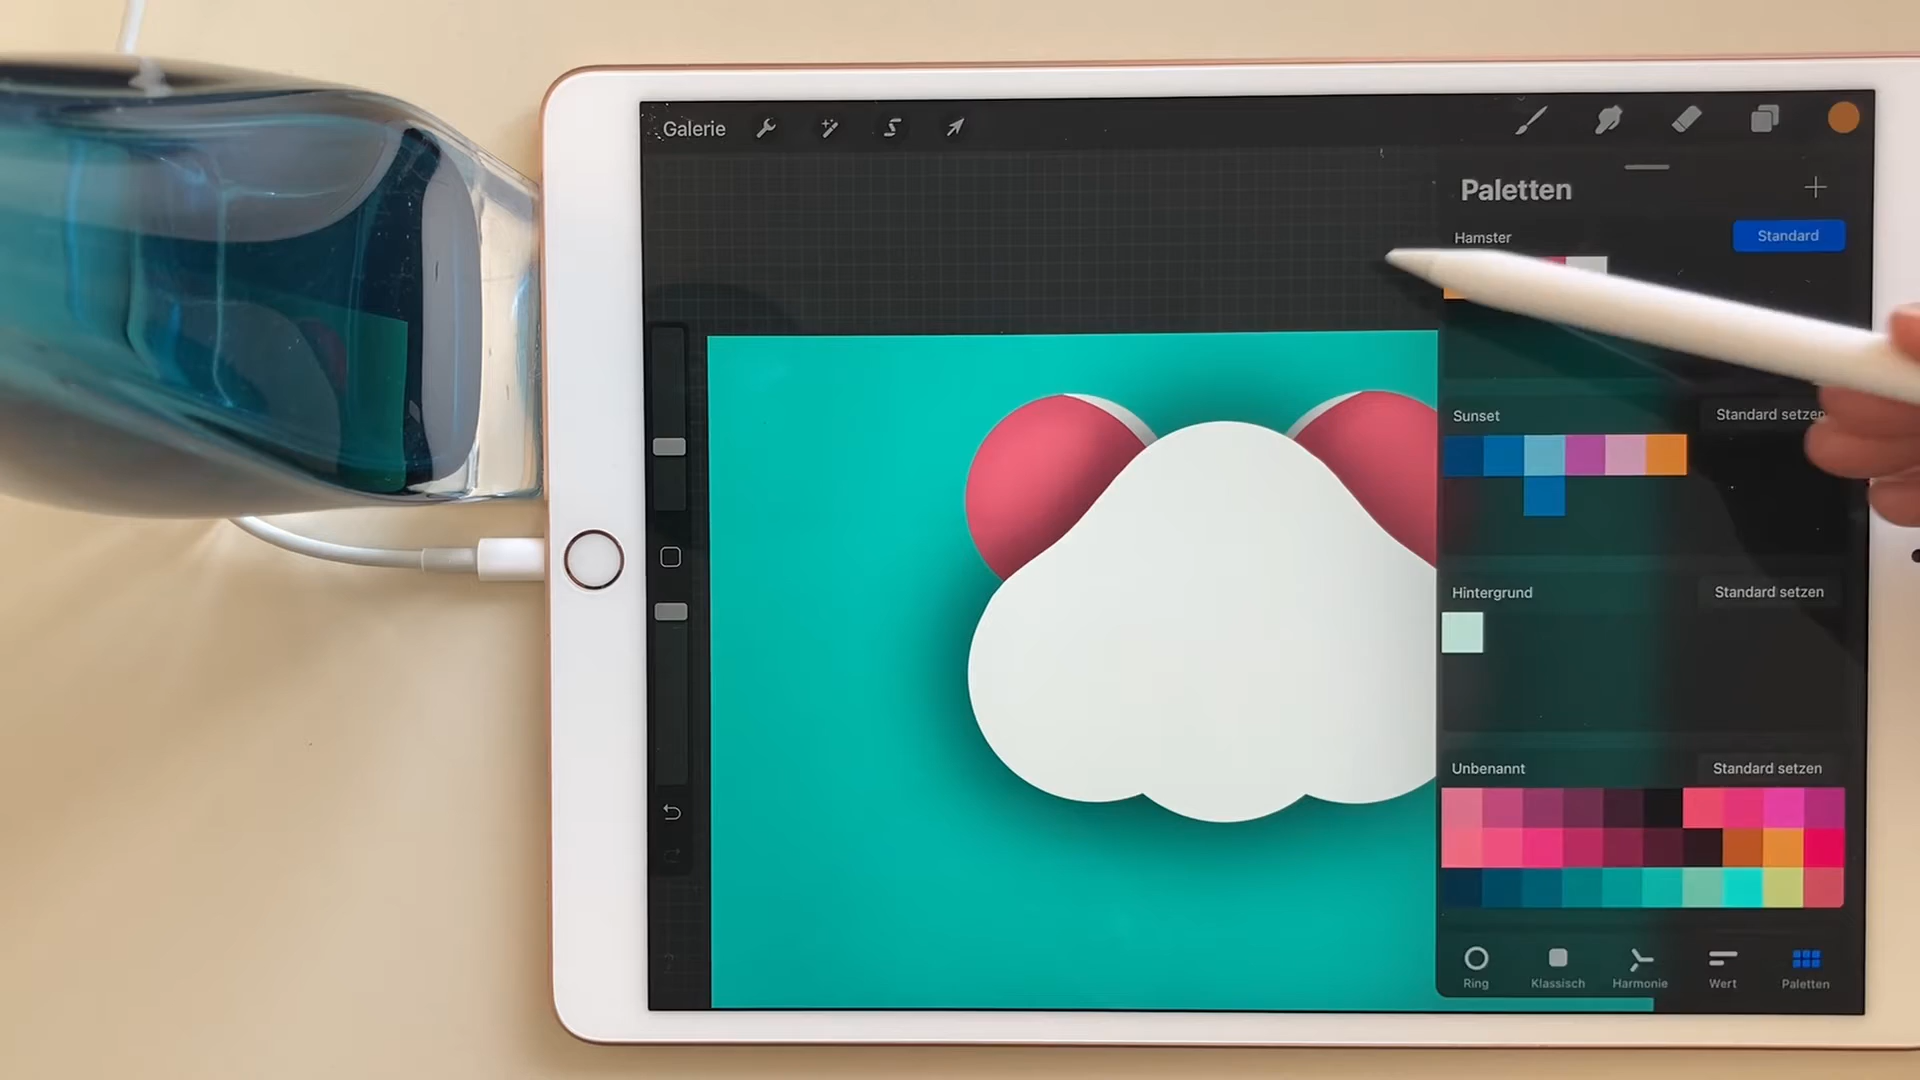 Galerie
Paletten
Hamster
Standard
Sunset
Standard setzen
Hintergrund
Standard setzen
Unbenannt
Standard setzen
Ring
Klassisch
Harmonie
Wert
Paletten